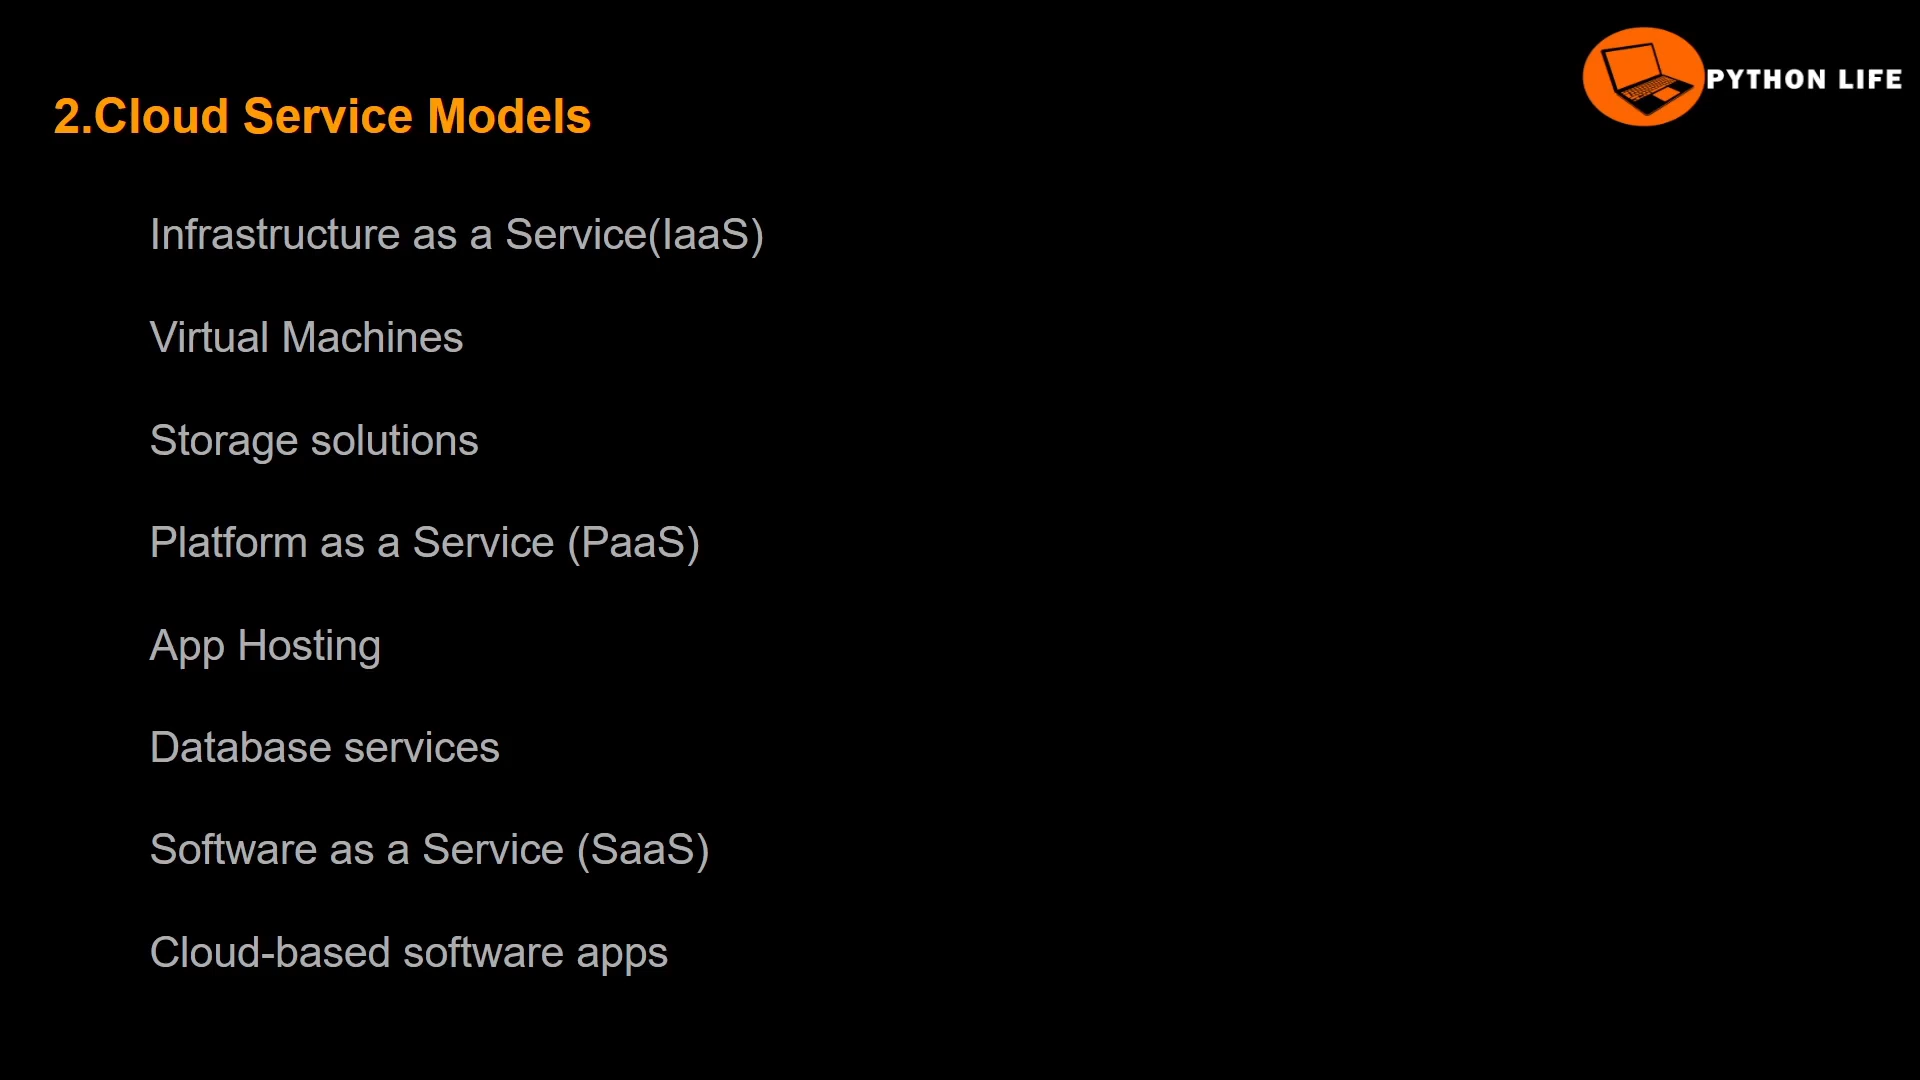 PYTHON LIFE
2.Cloud Service Models
Infrastructure as a Service(IaaS)
Virtual Machines
Storage solutions
Platform as a Service (PaaS)
App Hosting
Database services
Software as a Service (SaaS)
Cloud-based software apps